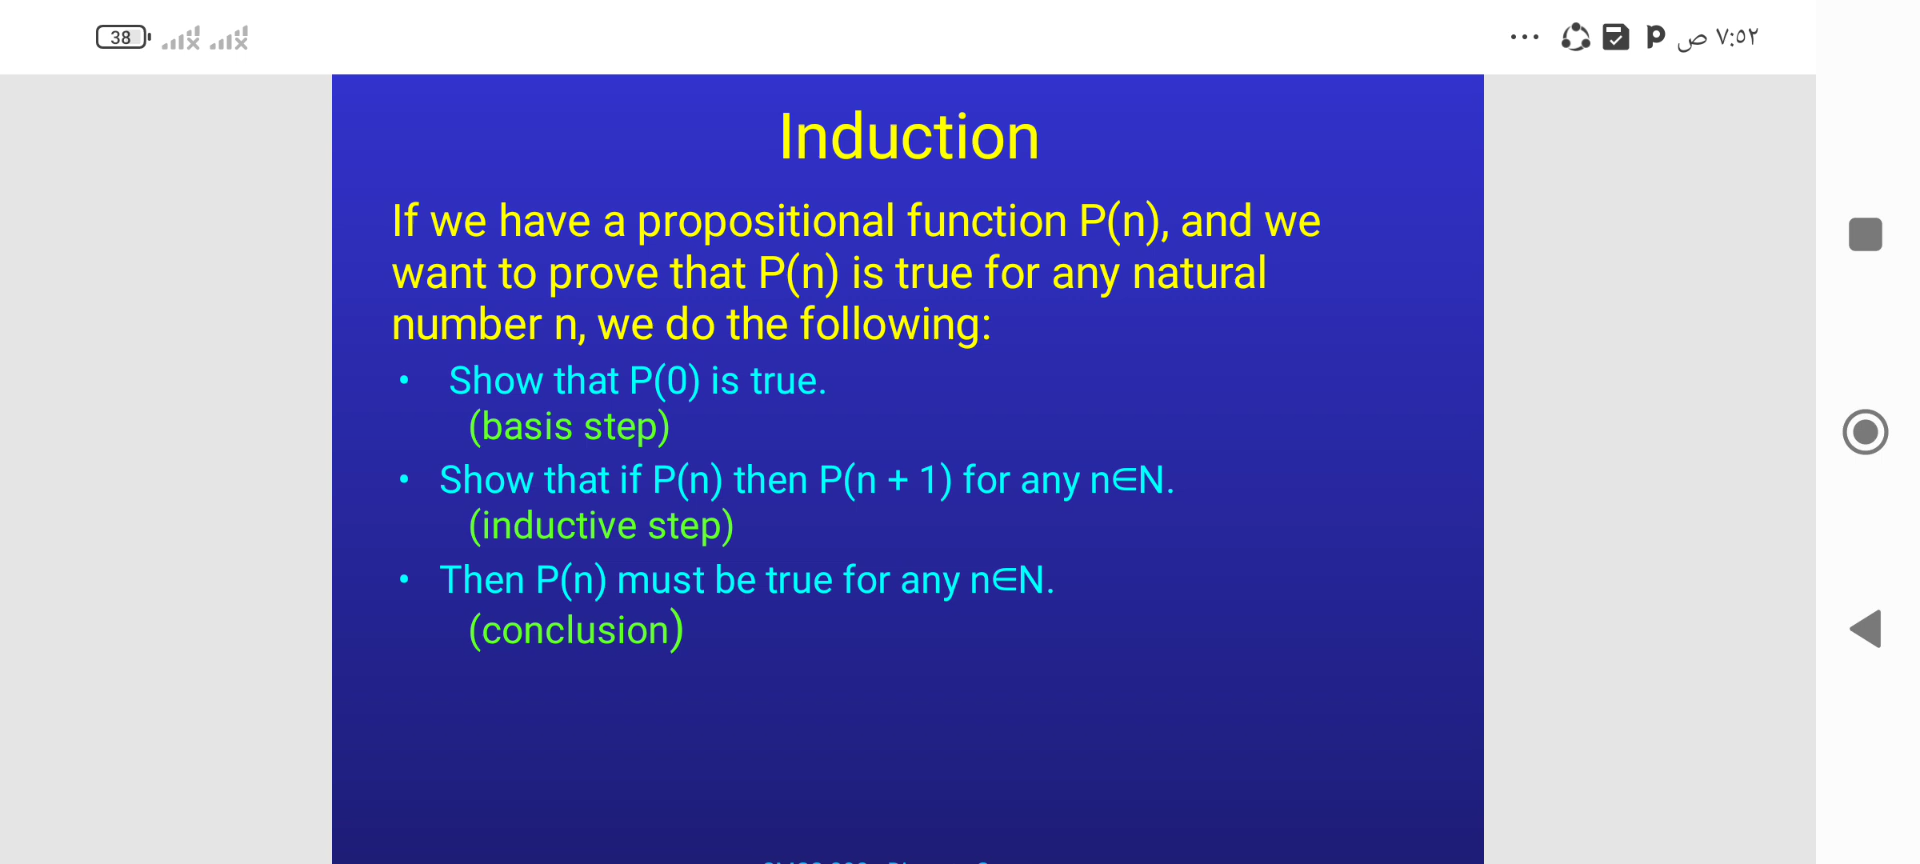 38
٧:٥٢ ص
Induction
If we have a propositional function P(n), and we
want to prove that P(n) is true for any natural
number n, we do the following:
• Show that P(0) is true.
(basis step)
• Show that if P(n) then P(n + 1) for any n∈N.
(inductive step)
• Then P(n) must be true for any n∈N.
(conclusion)